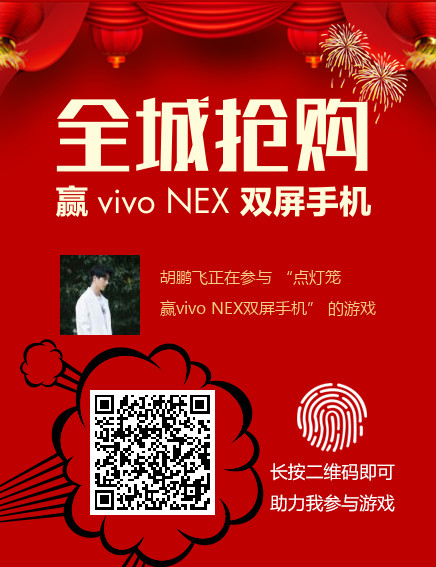 全城抢购
赢 vivo NEX 双屏手机
胡鹏飞正在参与 “点灯笼
赢vivo NEX双屏手机” 的游戏
长按二维码即可
助力我参与游戏